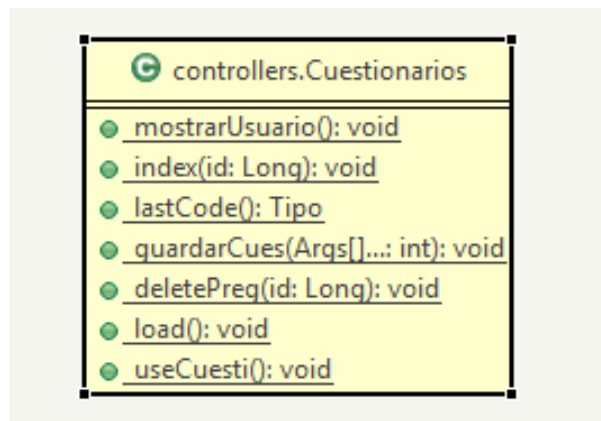 controllers.Cuestionarios
mostrarUsuario(): void
index(id: Long): void
lastCode(): Tipo
guardarCues(Args[]...: int): void
deletePreg(id: Long): void
load(): void
useCuesti(): void